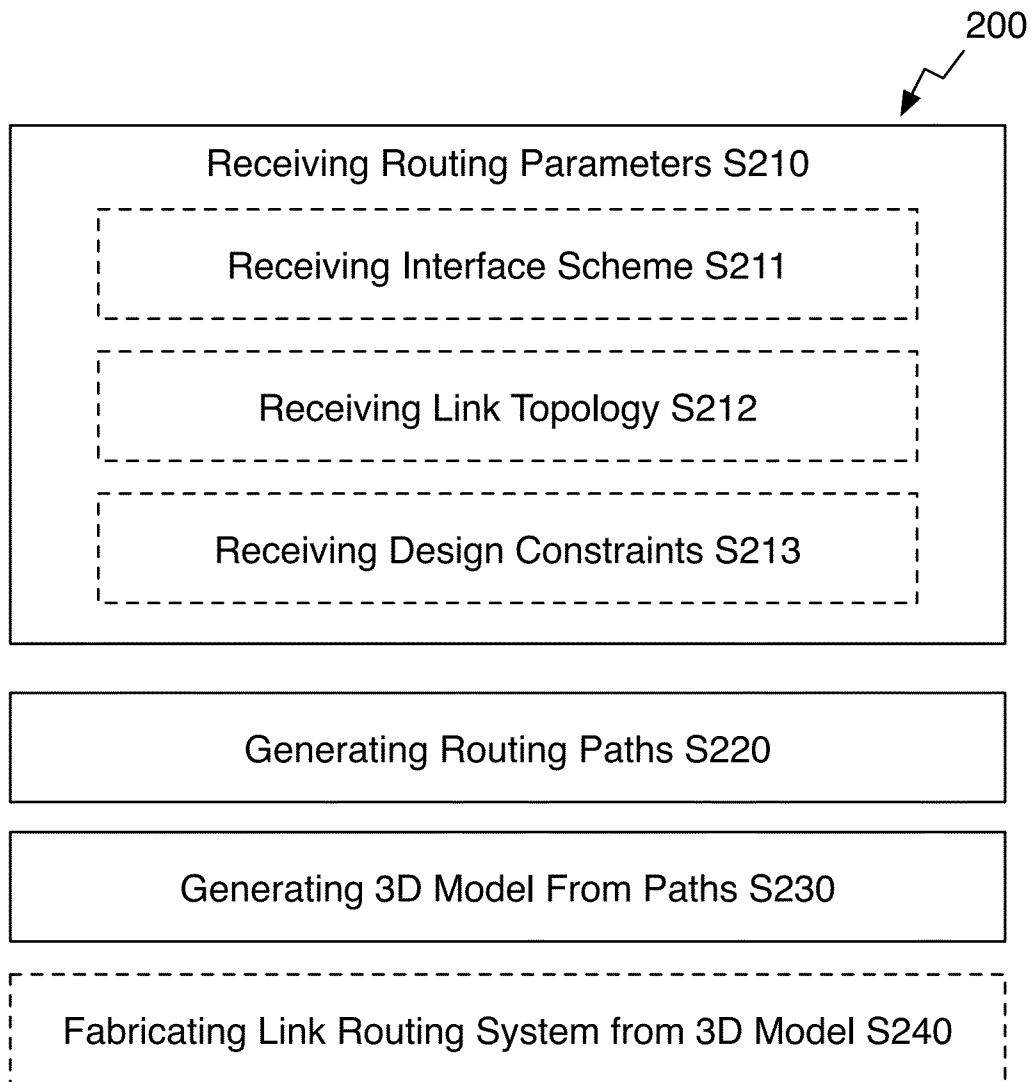 200
Receiving Routing Parameters S210
Receiving Interface Scheme S211
Receiving Link Topology S212
Receiving Design Constraints S213
Generating Routing Paths S220
Generating 3D Model From Paths S230
Fabricating Link Routing System from 3D Model S240